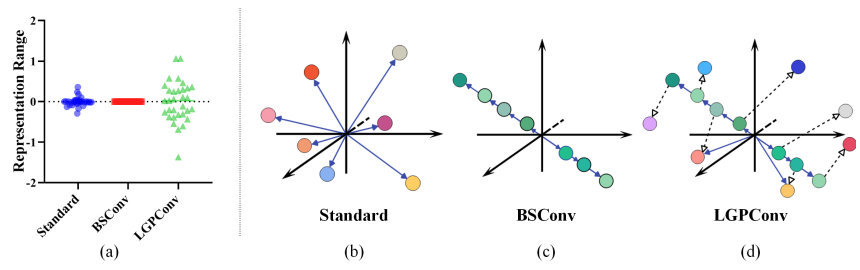 Representation Range
2
1
0
-1
-2
Standard
BSConv
LGPConv
(a)
Standard
(b)
BSConv
(c)
LGPConv
(d)